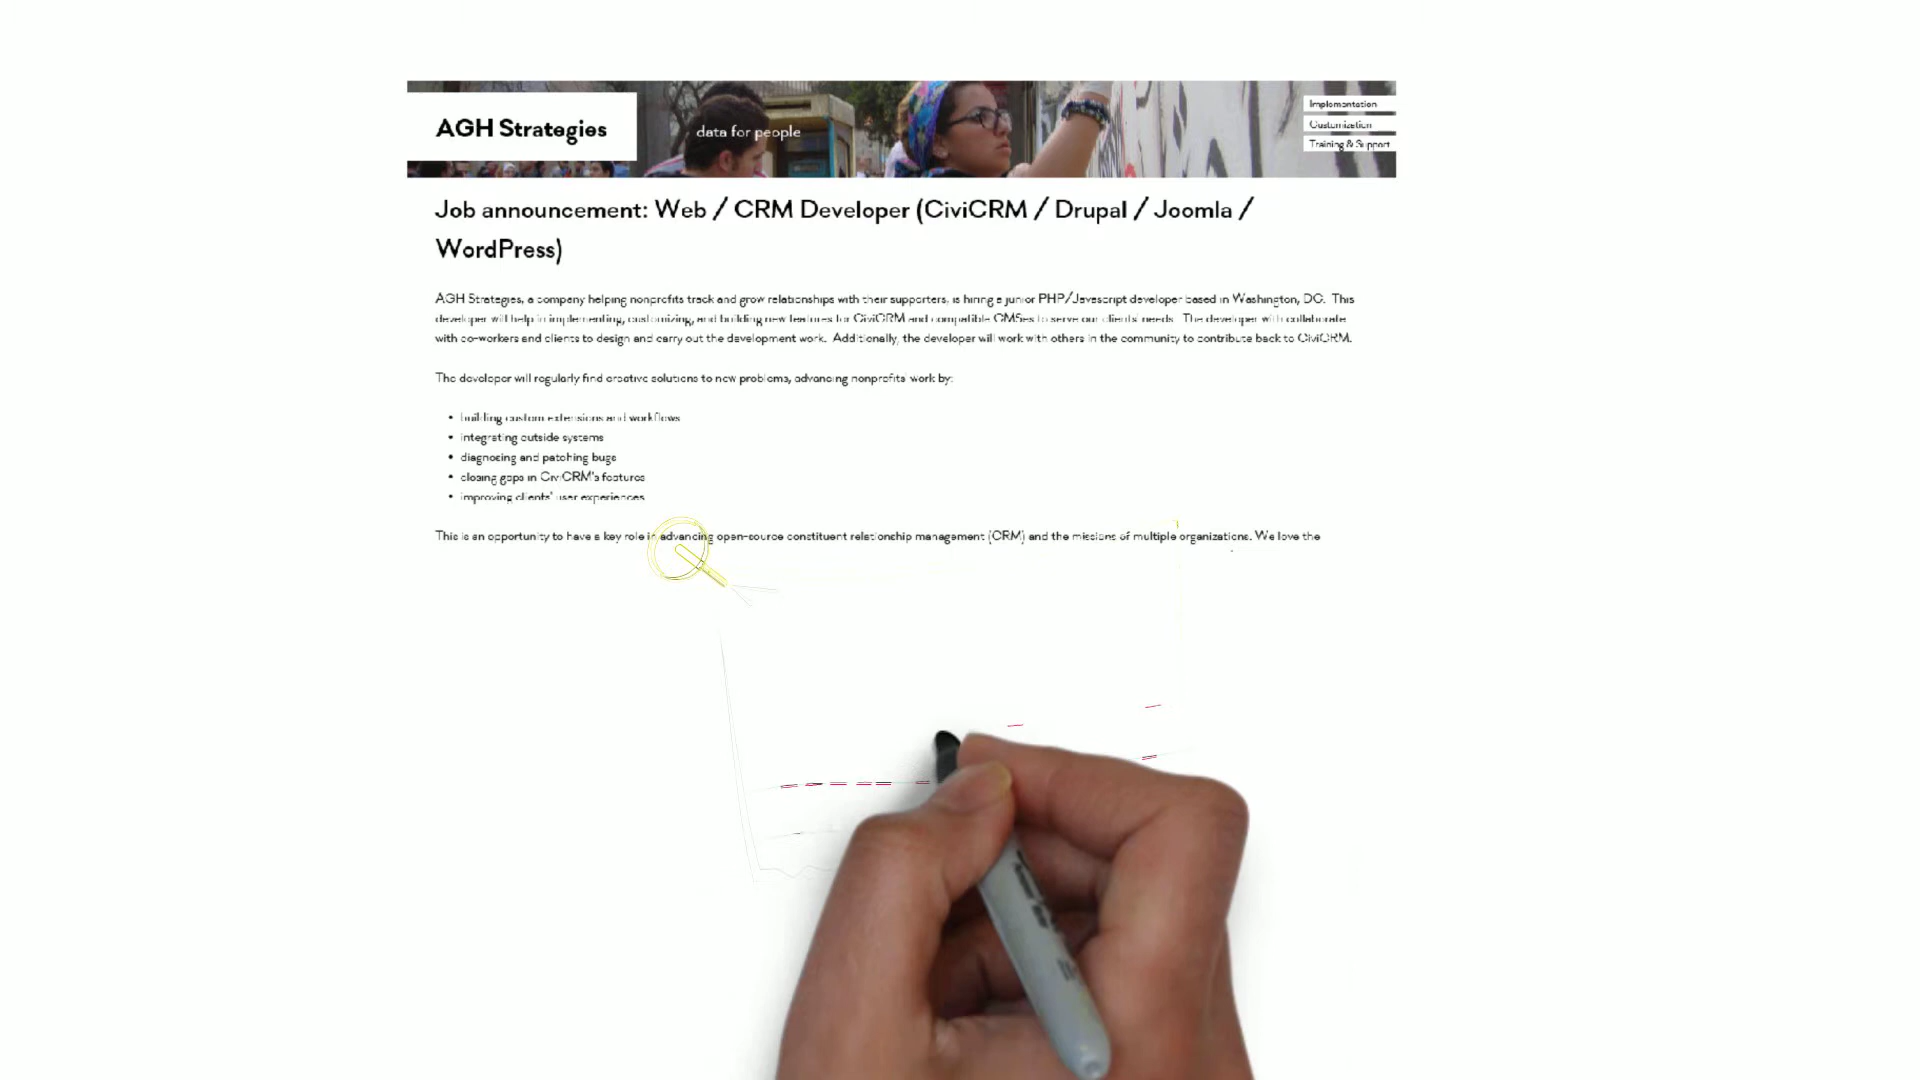 AGH Strategies
data for people
Implementation
Customization
Training & Support
Job announcement: Web / CRM Developer (CiviCRM / Drupal / Joomla /
WordPress)
AGH Strategies, a company helping nonprofits track and grow relationships with their supporters, is hiring a junior PHP/Javascript developer based in Washington, DC. This
developer will help in implementing, customizing, and building new features for CiviCRM and compatible CMSes to serve our clients' needs. The developer with collaborate
with co-workers and clients to design and carry out the development work. Additionally, the developer will work with others in the community to contribute back to CiviCRM.
The developer will regularly find creative solutions to new problems, advancing nonprofits' work by:
• building custom extensions and workflows
• integrating outside systems
• diagnosing and patching bugs
• closing gaps in CiviCRM's features
• improving clients' user experiences
This is an opportunity to have a key role in advancing open-source constituent relationship management (CRM) and the missions of multiple organizations. We love the